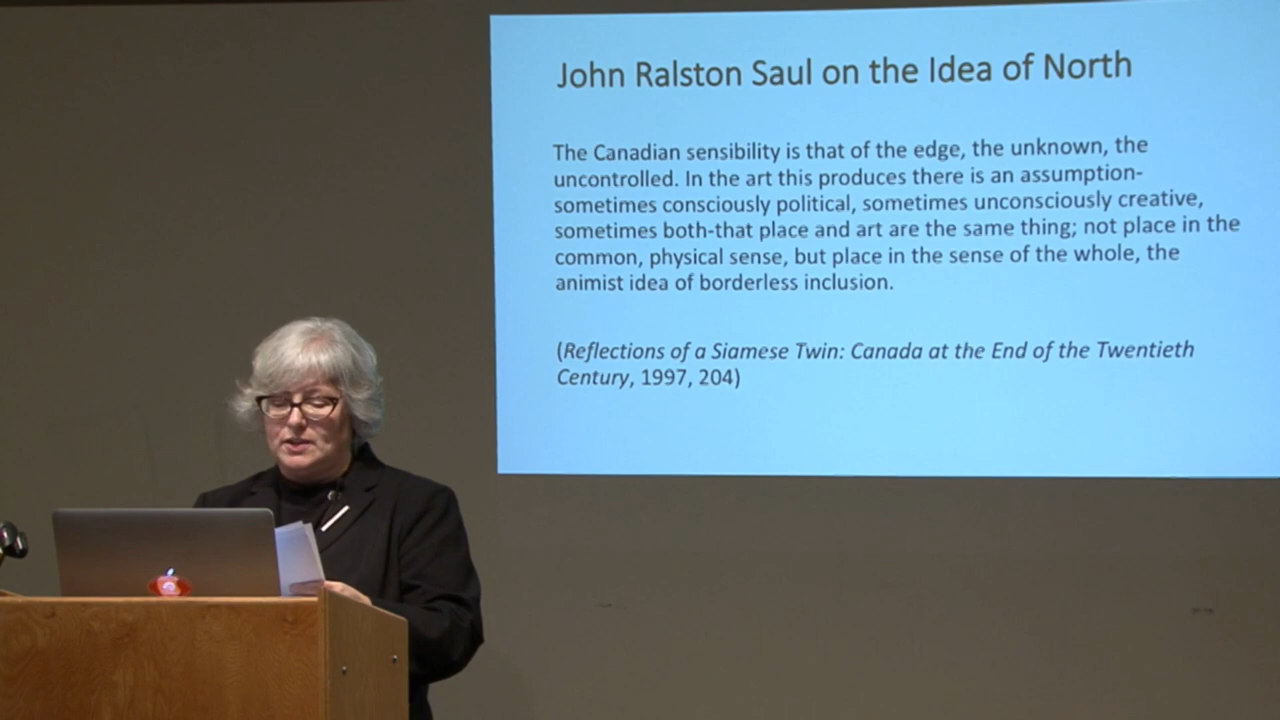 John Ralston Saul on the Idea of North
The Canadian sensibility is that of the edge, the unknown, the
uncontrolled. In the art this produces there is an assumption-
sometimes consciously political, sometimes unconsciously creative,
sometimes both-that place and art are the same thing; not place in the
common, physical sense, but place in the sense of the whole, the
animist idea of borderless inclusion.
(Reflections of a Siamese Twin: Canada at the End of the Twentieth
Century, 1997, 204)